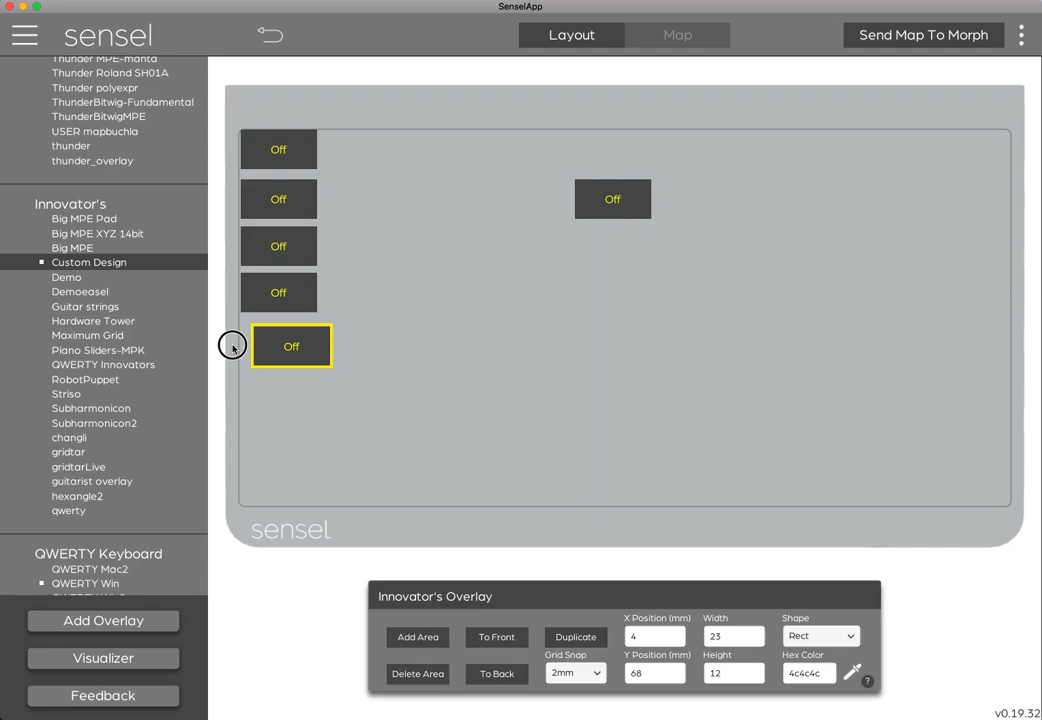 SenselApp
sensel
Layout
Map
Send Map To Morph
Thunder MPE-manta
Thunder Roland SH01A
Thunder polyexpr
ThunderBitwig-Fundamental
ThunderBitwigMPE
USER mapbuchla
thunder
thunder_overlay
Innovator's
Big MPE Pad
Big MPE XYZ 14bit
Big MPE
Custom Design
Demo
Demoeasel
Guitar strings
Hardware Tower
Maximum Grid
Piano Sliders-MPK
QWERTY Innovators
RobotPuppet
Striso
Subharmonicon
Subharmonicon2
changli
gridtar
gridtarLive
guitarist overlay
hexangle2
qwerty
QWERTY Keyboard
QWERTY Mac2
QWERTY Win
Add Overlay
Visualizer
Feedback
Off
Off
Off
Off
Off
Off
sensel
Innovator's Overlay
Add Area
To Front
Duplicate
X Position (mm)
4
Width
23
Shape
Rect
Delete Area
To Back
Grid Snap
2mm
Y Position (mm)
68
Height
12
Hex Color
4c4c4c
?
v0.19.32